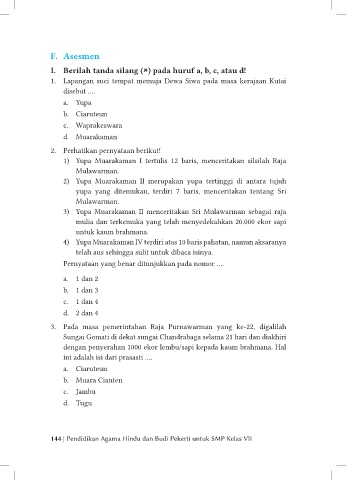 F. Asesmen
I. Berilah tanda silang (×) pada huruf a, b, c, atau d!
1. Lapangan suci tempat memuja Dewa Siwa pada masa kerajaan Kutai
disebut ....
a. Yupa
b. Ciaruteun
c. Waprakeswara
d. Muarakaman
2. Perhatikan pernyataan berikut!
1) Yupa Muarakaman I tertulis 12 baris, menceritakan silsilah Raja
Mulawarman.
2) Yupa Muarakaman II merupakan yupa tertinggi di antara tujuh
yupa yang ditemukan, terdiri 7 baris, menceritakan tentang Sri
Mulawarman.
3) Yupa Muarakaman II menceritakan Sri Mulawarman sebagai raja
mulia dan terkemuka yang telah menyedekahkan 20.000 ekor sapi
untuk kaum brahmana.
4) Yupa Muarakaman IV terdiri atas 10 baris pahatan, namun aksaranya
telah aus sehingga sulit untuk dibaca isinya.
Pernyataan yang benar ditunjukkan pada nomor ....
a. 1 dan 2
b. 1 dan 3
c. 1 dan 4
d. 2 dan 4
3. Pada masa pemerintahan Raja Purnawarman yang ke-22, digalilah
Sungai Gomati di dekat sungai Chandrabaga selama 21 hari dan diakhiri
dengan penyerahan 1000 ekor lembu/sapi kepada kaum brahmana. Hal
ini adalah isi dari prasasti ....
a. Ciaruteun
b. Muara Cianten
c. Jambu
d. Tugu
144 | Pendidikan Agama Hindu dan Budi Pekerti untuk SMP Kelas VII